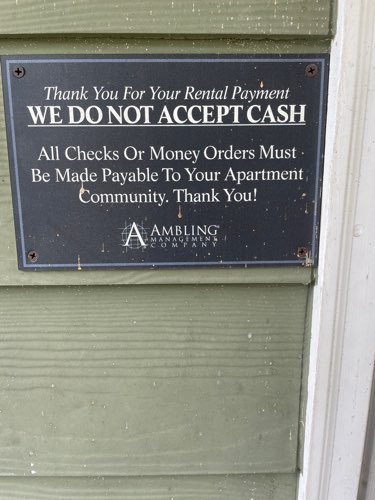 Thank You For Your Rental Payment
WE DO NOT ACCEPT CASH
All Checks Or Money Orders Must
Be Made Payable To Your Apartment
Community. Thank You!
A AMBLING
MANAGEMENT
COMPANY